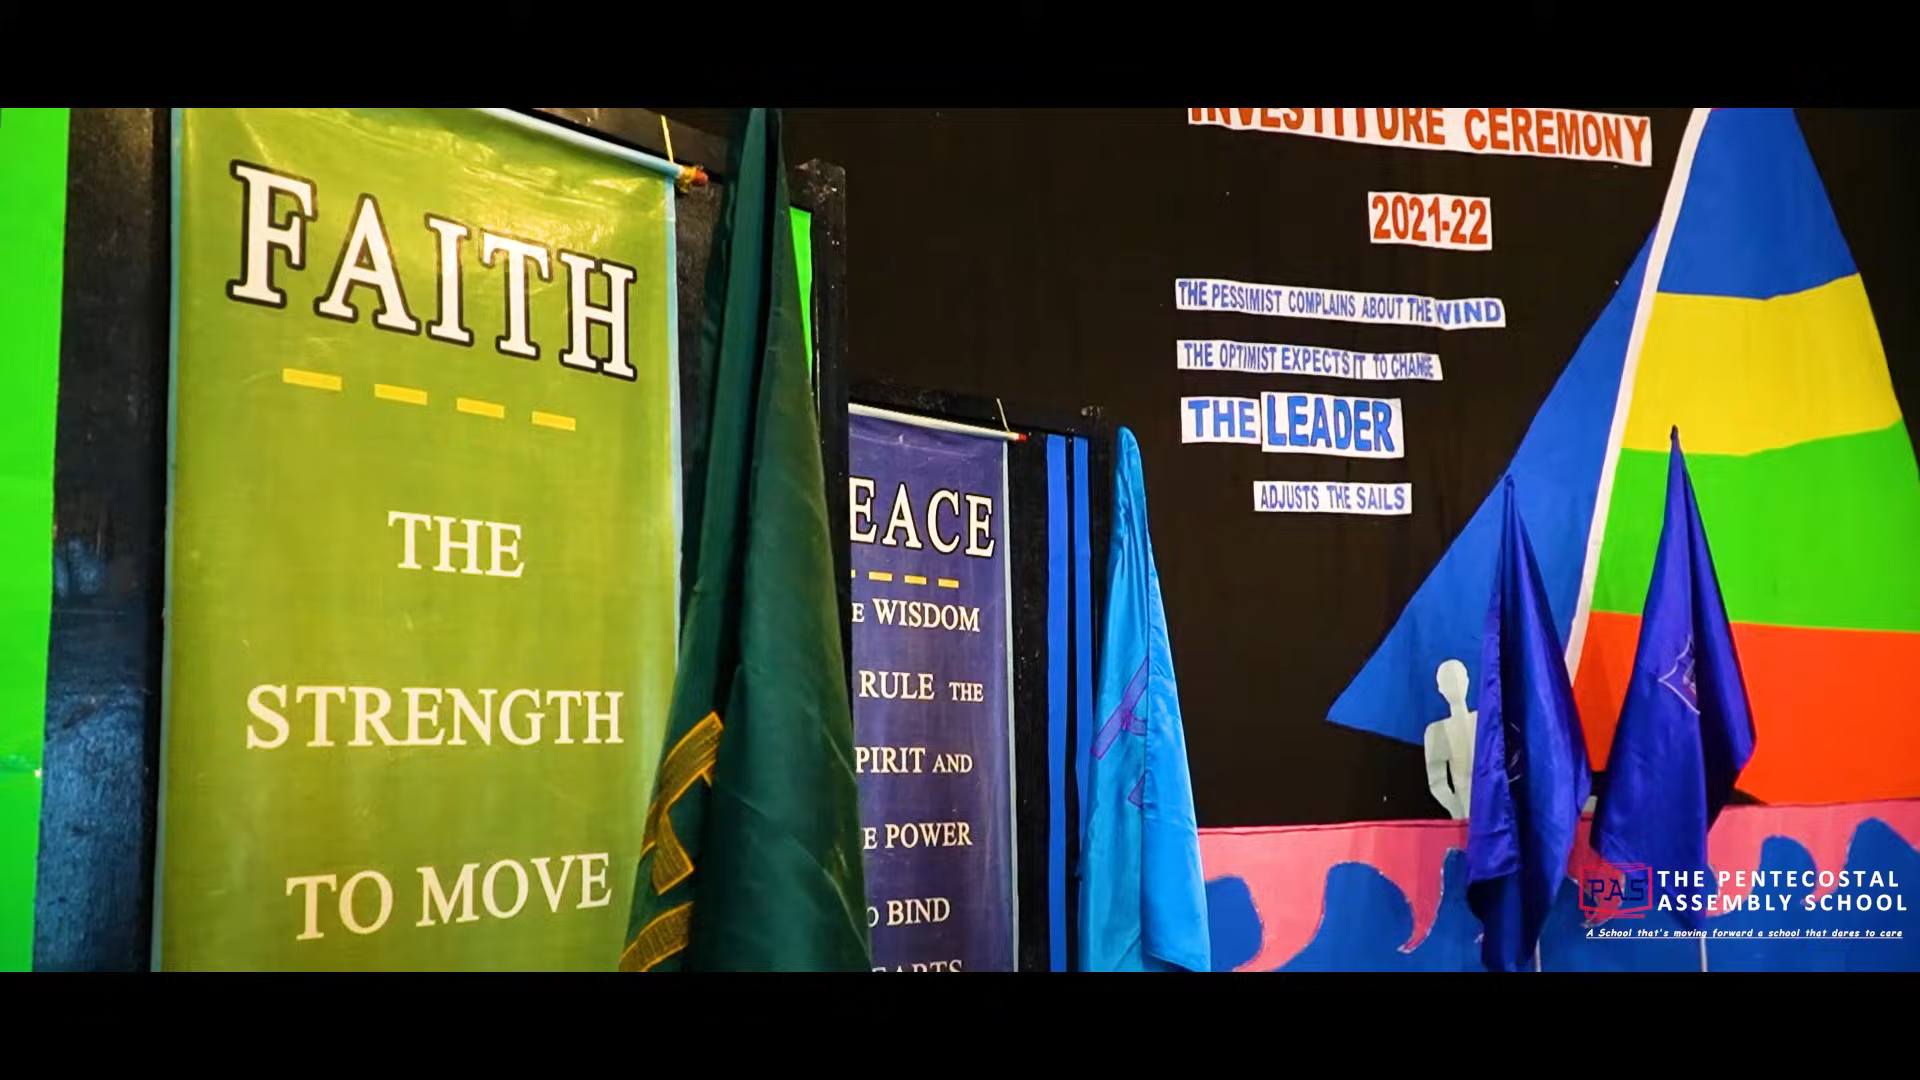 FAITH
THE
STRENGTH
TO MOVE
EACE
E WISDOM
RULE THE
PIRIT AND
E POWER
O BIND
INVESTITURE CEREMONY
2021-22
THE PESSIMIST COMPLAINS ABOUT THE WIND
THE OPTIMIST EXPECTS IT TO CHANGE
THE LEADER
ADJUSTS THE SAILS
PAS
THE PENTECOSTAL
ASSEMBLY SCHOOL
A School that's moving forward a school that dares to care